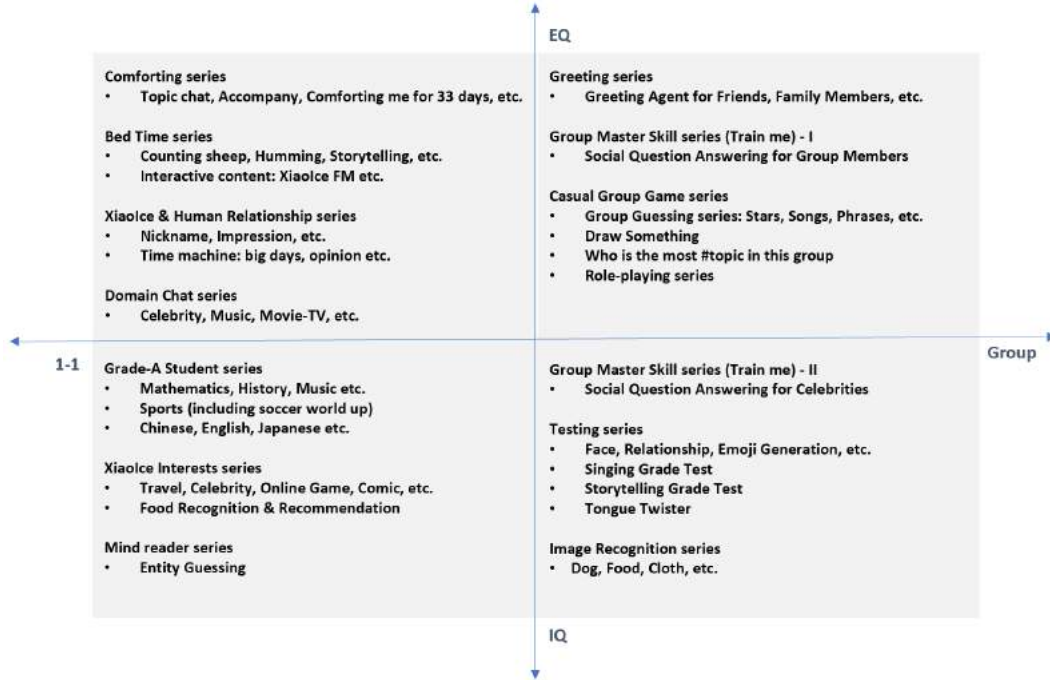 EQ
Comforting series
• Topic chat, Accompany, Comforting me for 33 days, etc.
Bed Time series
• Counting sheep, Humming, Storytelling, etc.
• Interactive content: XiaoIce FM etc.
XiaoIce & Human Relationship series
• Nickname, Impression, etc.
• Time machine: big days, opinion etc.
Domain Chat series
• Celebrity, Music, Movie-TV, etc.
Greeting series
• Greeting Agent for Friends, Family Members, etc.
Group Master Skill series (Train me) - I
• Social Question Answering for Group Members
Casual Group Game series
• Group Guessing series: Stars, Songs, Phrases, etc.
• Draw Something
• Who is the most #topic in this group
• Role-playing series
1-1
Group
Grade-A Student series
• Mathematics, History, Music etc.
• Sports (including soccer world up)
• Chinese, English, Japanese etc.
XiaoIce Interests series
• Travel, Celebrity, Online Game, Comic, etc.
• Food Recognition & Recommendation
Mind reader series
• Entity Guessing
Group Master Skill series (Train me) - II
• Social Question Answering for Celebrities
Testing series
• Face, Relationship, Emoji Generation, etc.
• Singing Grade Test
• Storytelling Grade Test
• Tongue Twister
Image Recognition series
• Dog, Food, Cloth, etc.
IQ